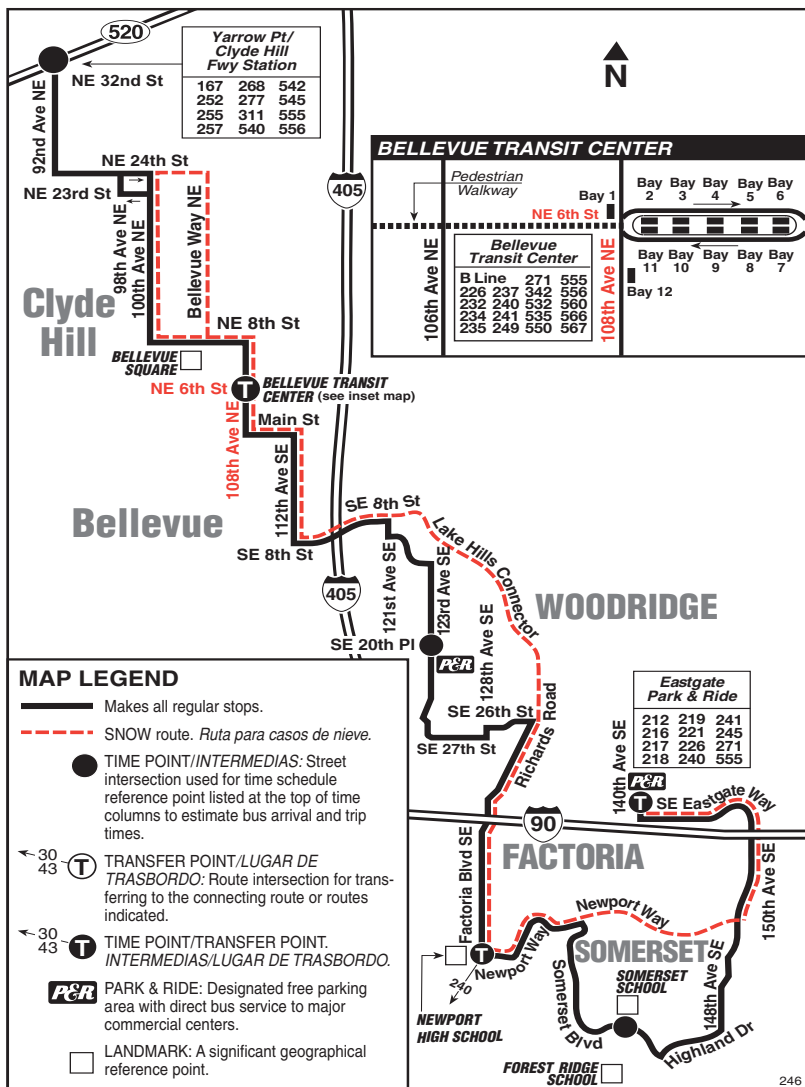 520
Yarrow Pt/
Clyde Hill
Fwy Station
167 268 542
252 277 545
255 311 555
257 540 556
NE 32nd St
92nd Ave NE
N
405
NE 24th St
NE 23rd St
98th Ave NE
100th Ave NE
Bellevue Way NE
Clyde
Hill
NE 8th St
BELLEVUE
SQUARE
NE 6th St
T
BELLEVUE TRANSIT
CENTER (see inset map)
108th Ave NE
Main St
112th Ave SE
BELLEVUE TRANSIT CENTER
Pedestrian
Walkway
Bay 1
NE 6th St
Bay 2
Bay 3
Bay 4
Bay 5
Bay 6
Bay 11
Bay 10
Bay 9
Bay 8
Bay 7
Bay 12
106th Ave NE
108th Ave NE
Bellevue
Transit Center
B Line 271 555
226 237 342 556
232 240 532 560
234 241 535 566
235 249 550 567
Bellevue
SE 8th St
SE 8th St
Lake Hills Connector
405
121st Ave SE
123rd Ave SE
128th Ave SE
WOODRIDGE
SE 20th Pl
P&R
SE 26th St
SE 27th St
Richards Road
Eastgate
Park & Ride
212 219 241
216 221 245
217 226 271
218 240 555
140th Ave SE
P&R
T
SE Eastgate Way
90
FACTORIA
Factoria Blvd SE
150th Ave SE
Newport Way
Newport Way
T
240
NEWPORT
HIGH SCHOOL
SOMERSET
SOMERSET
SCHOOL
Somerset Blvd
148th Ave SE
Highland Dr
FOREST RIDGE
SCHOOL
246
MAP LEGEND
Makes all regular stops.
SNOW route. Ruta para casos de nieve.
TIME POINT/INTERMEDIAS: Street
intersection used for time schedule
reference point listed at the top of time
columns to estimate bus arrival and trip
times.
30
43
T
TRANSFER POINT/LUGAR DE
TRASBORDO: Route intersection for trans-
ferring to the connecting route or routes
indicated.
30
43
T
TIME POINT/TRANSFER POINT.
INTERMEDIAS/LUGAR DE TRASBORDO.
P&R
PARK & RIDE: Designated free parking
area with direct bus service to major
commercial centers.
LANDMARK: A significant geographical
reference point.